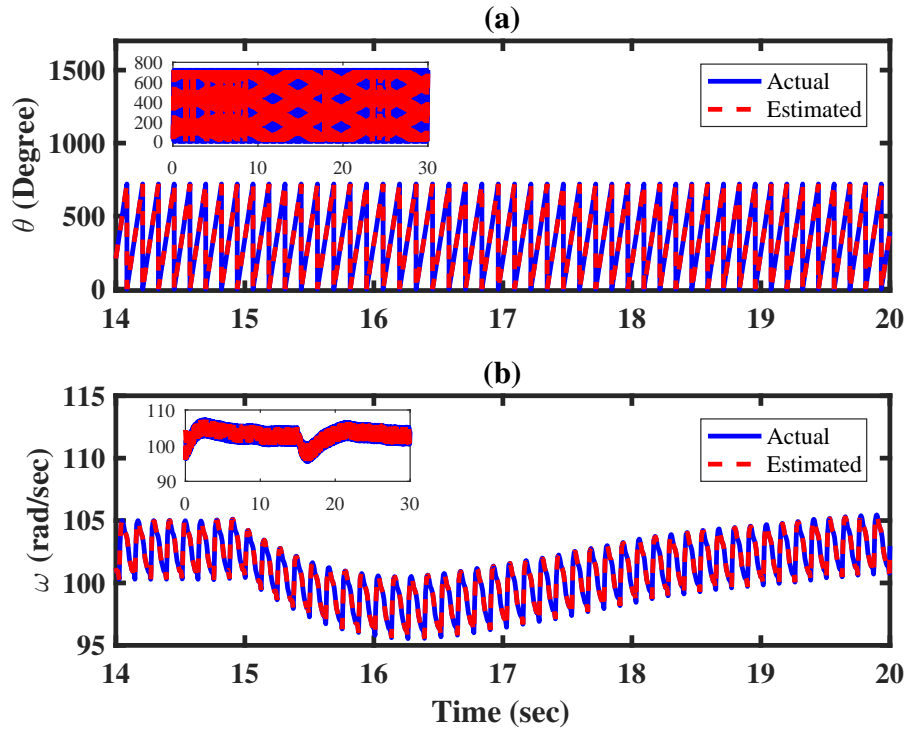 (a)
θ (Degree)
1500
1000
500
0
800
600
400
200
0
0 10 20 30
Actual
Estimated
14 15 16 17 18 19 20
(b)
ω (rad/sec)
115
110
105
100
95
110
100
90
0 10 20 30
Actual
Estimated
14 15 16 17 18 19 20
Time (sec)